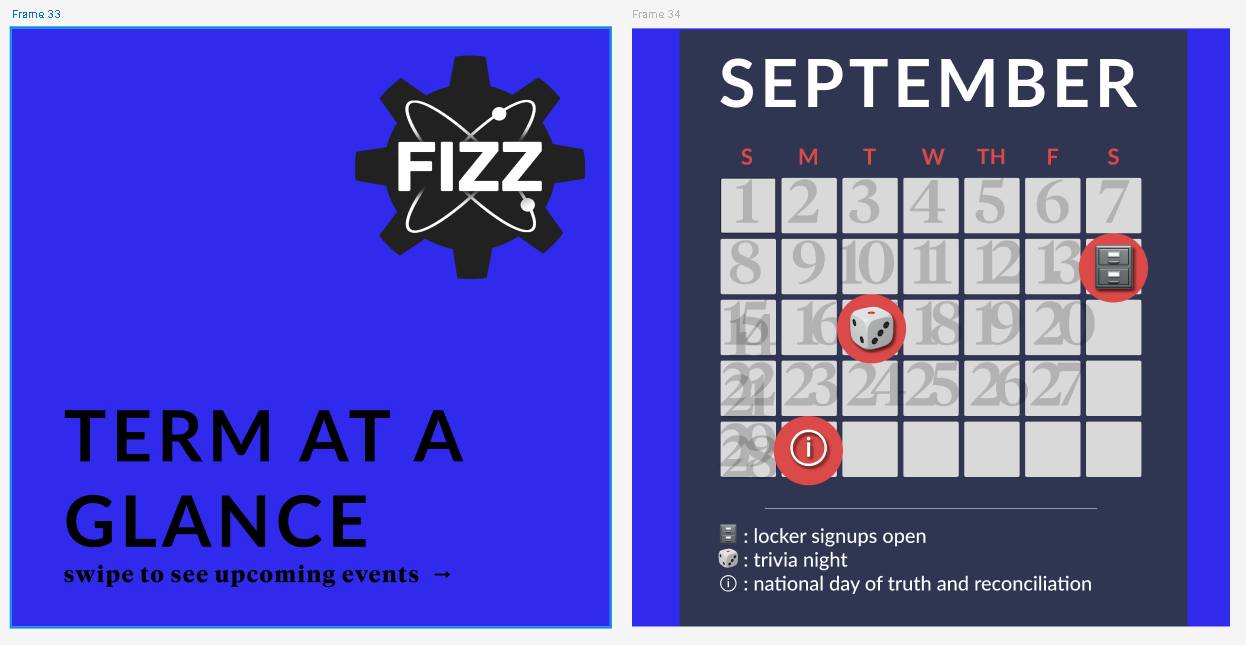 Frame 33
FIZZ
TERM AT A
GLANCE
swipe to see upcoming events →
Frame 34
SEPTEMBER
S M T W TH F S
1 2 3 4 5 6 7
8 9 10 11 12 13
15 16 18 19 20
22 23 24 25 26 27
29
: locker signups open
: trivia night
i : national day of truth and reconciliation